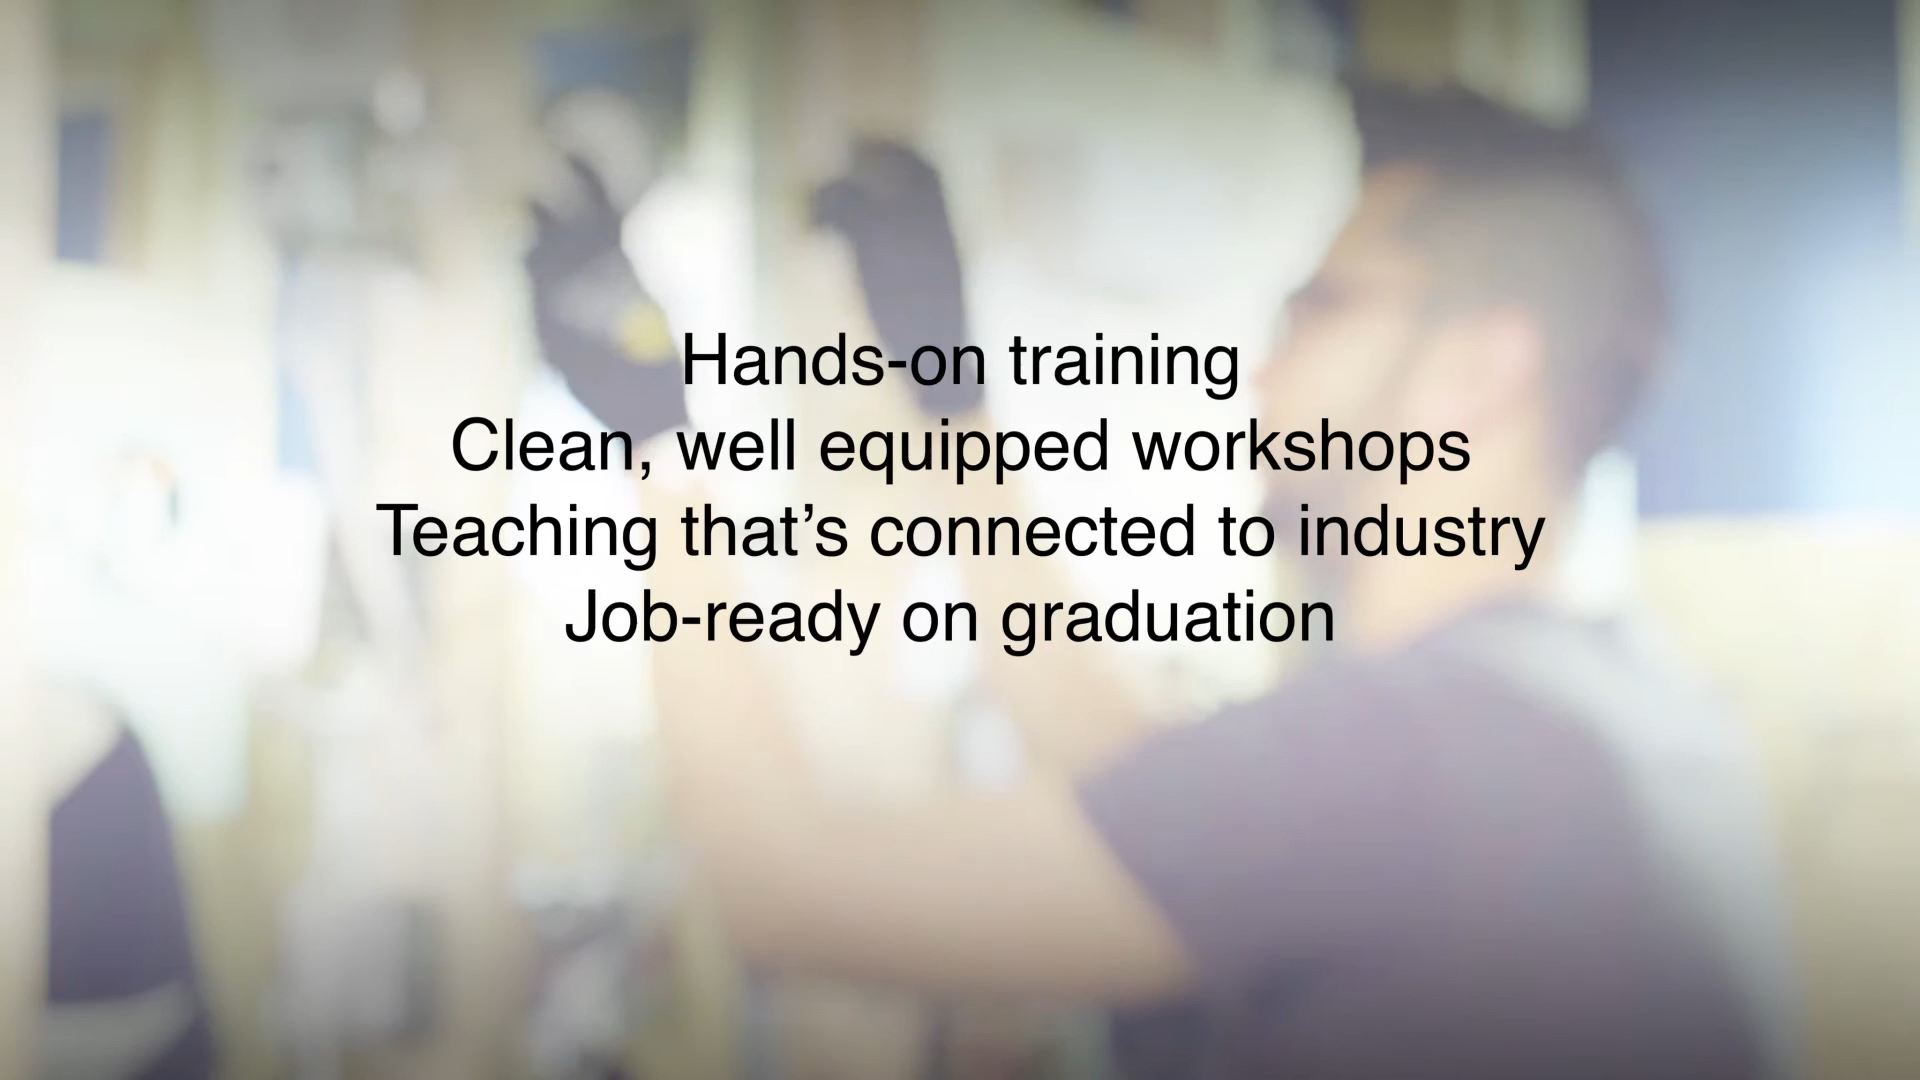 Hands-on training
Clean, well equipped workshops
Teaching that’s connected to industry
Job-ready on graduation